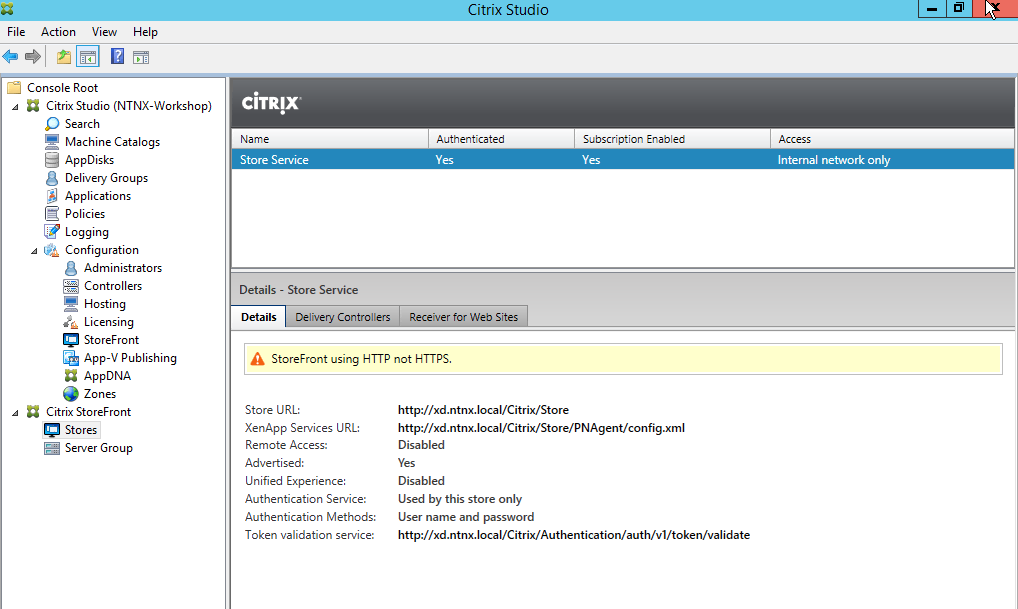 Citrix Studio
File Action View Help
Console Root
Citrix Studio (NTNX-Workshop)
Search
Machine Catalogs
AppDisks
Delivery Groups
Applications
Policies
Logging
Configuration
Administrators
Controllers
Hosting
Licensing
StoreFront
App-V Publishing
AppDNA
Zones
Citrix StoreFront
Stores
Server Group
CITRIX
Name Authenticated Subscription Enabled Access
Store Service Yes Yes Internal network only
Details - Store Service
Details Delivery Controllers Receiver for Web Sites
StoreFront using HTTP not HTTPS.
Store URL: http://xd.ntnx.local/Citrix/Store
XenApp Services URL: http://xd.ntnx.local/Citrix/Store/PNAgent/config.xml
Remote Access: Disabled
Advertised: Yes
Unified Experience: Disabled
Authentication Service: Used by this store only
Authentication Methods: User name and password
Token validation service: http://xd.ntnx.local/Citrix/Authentication/auth/v1/token/validate